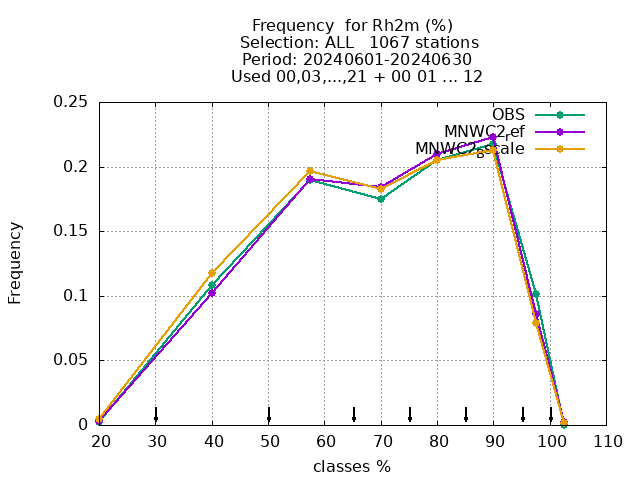 Frequency  for Rh2m (%)
Selection: ALL   1067 stations
Period: 20240601-20240630
Used 00,03,...,21 + 00 01 ... 12
0.25
0.2
0.15
0.1
0.05
0
Frequency
OBS
MNWC2_ref
MNWC2_Bscale
20 30 40 50 60 70 80 90 100 110
classes %